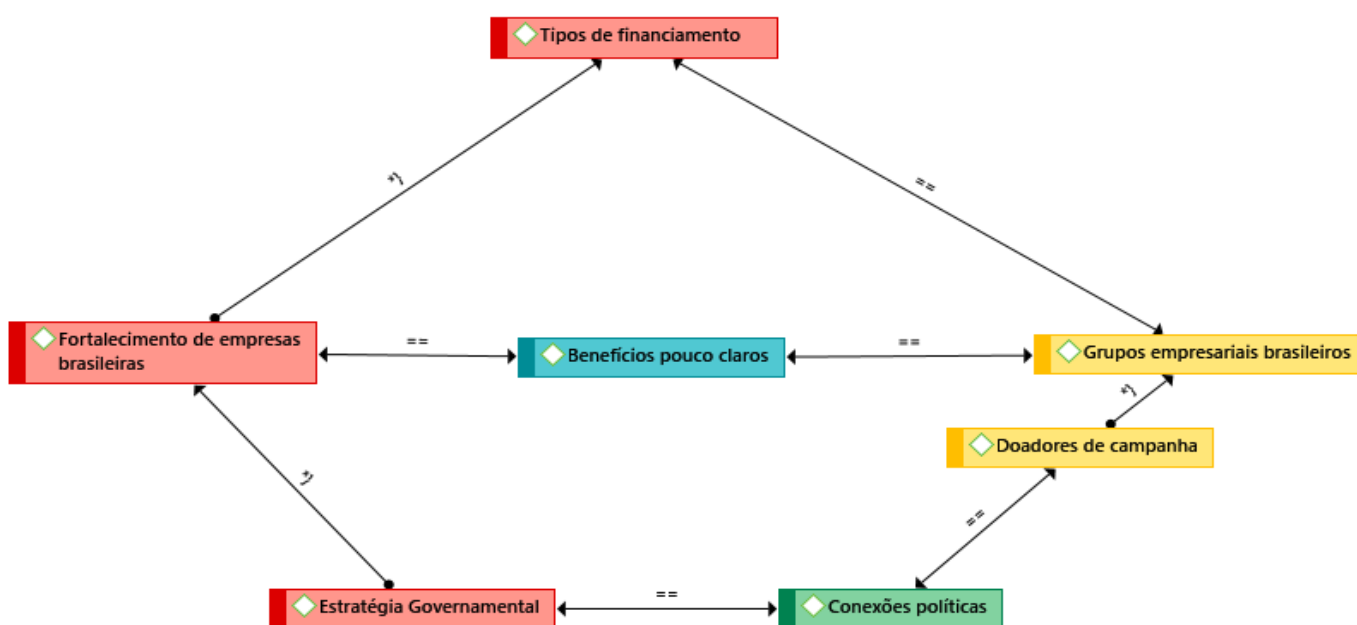 Tipos de financiamento
*}
==
Fortalecimento de empresas
brasileiras
==
Benefícios pouco claros
==
Grupos empresariais brasileiros
*}
Doadores de campanha
*}
==
Estratégia Governamental
==
Conexões políticas